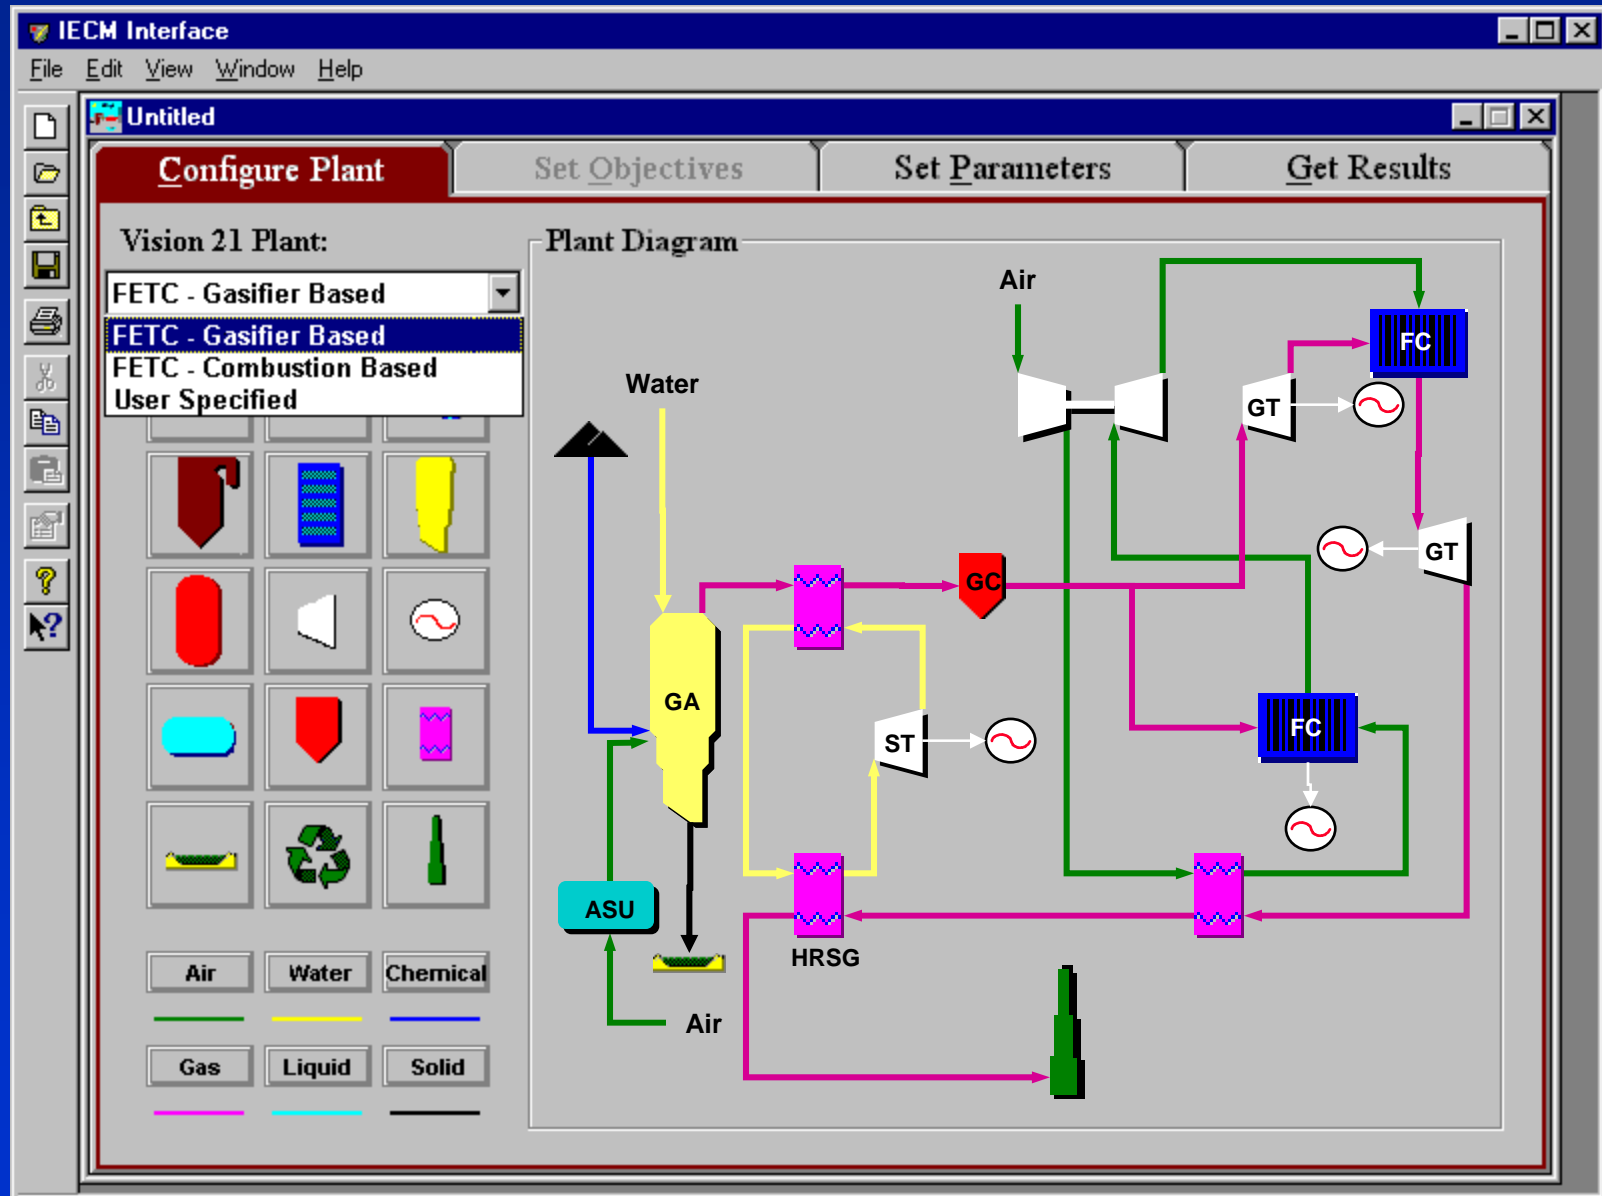 IECM Interface
File Edit View Window Help
Untitled
Configure Plant
Set Objectives
Set Parameters
Get Results
Vision 21 Plant:
FETC - Gasifier Based
FETC - Gasifier Based
FETC - Combustion Based
User Specified
Air
Water
Chemical
Gas
Liquid
Solid
Plant Diagram
Air
FC
Water
GT
GT
GC
GA
ST
FC
ASU
HRSG
Air